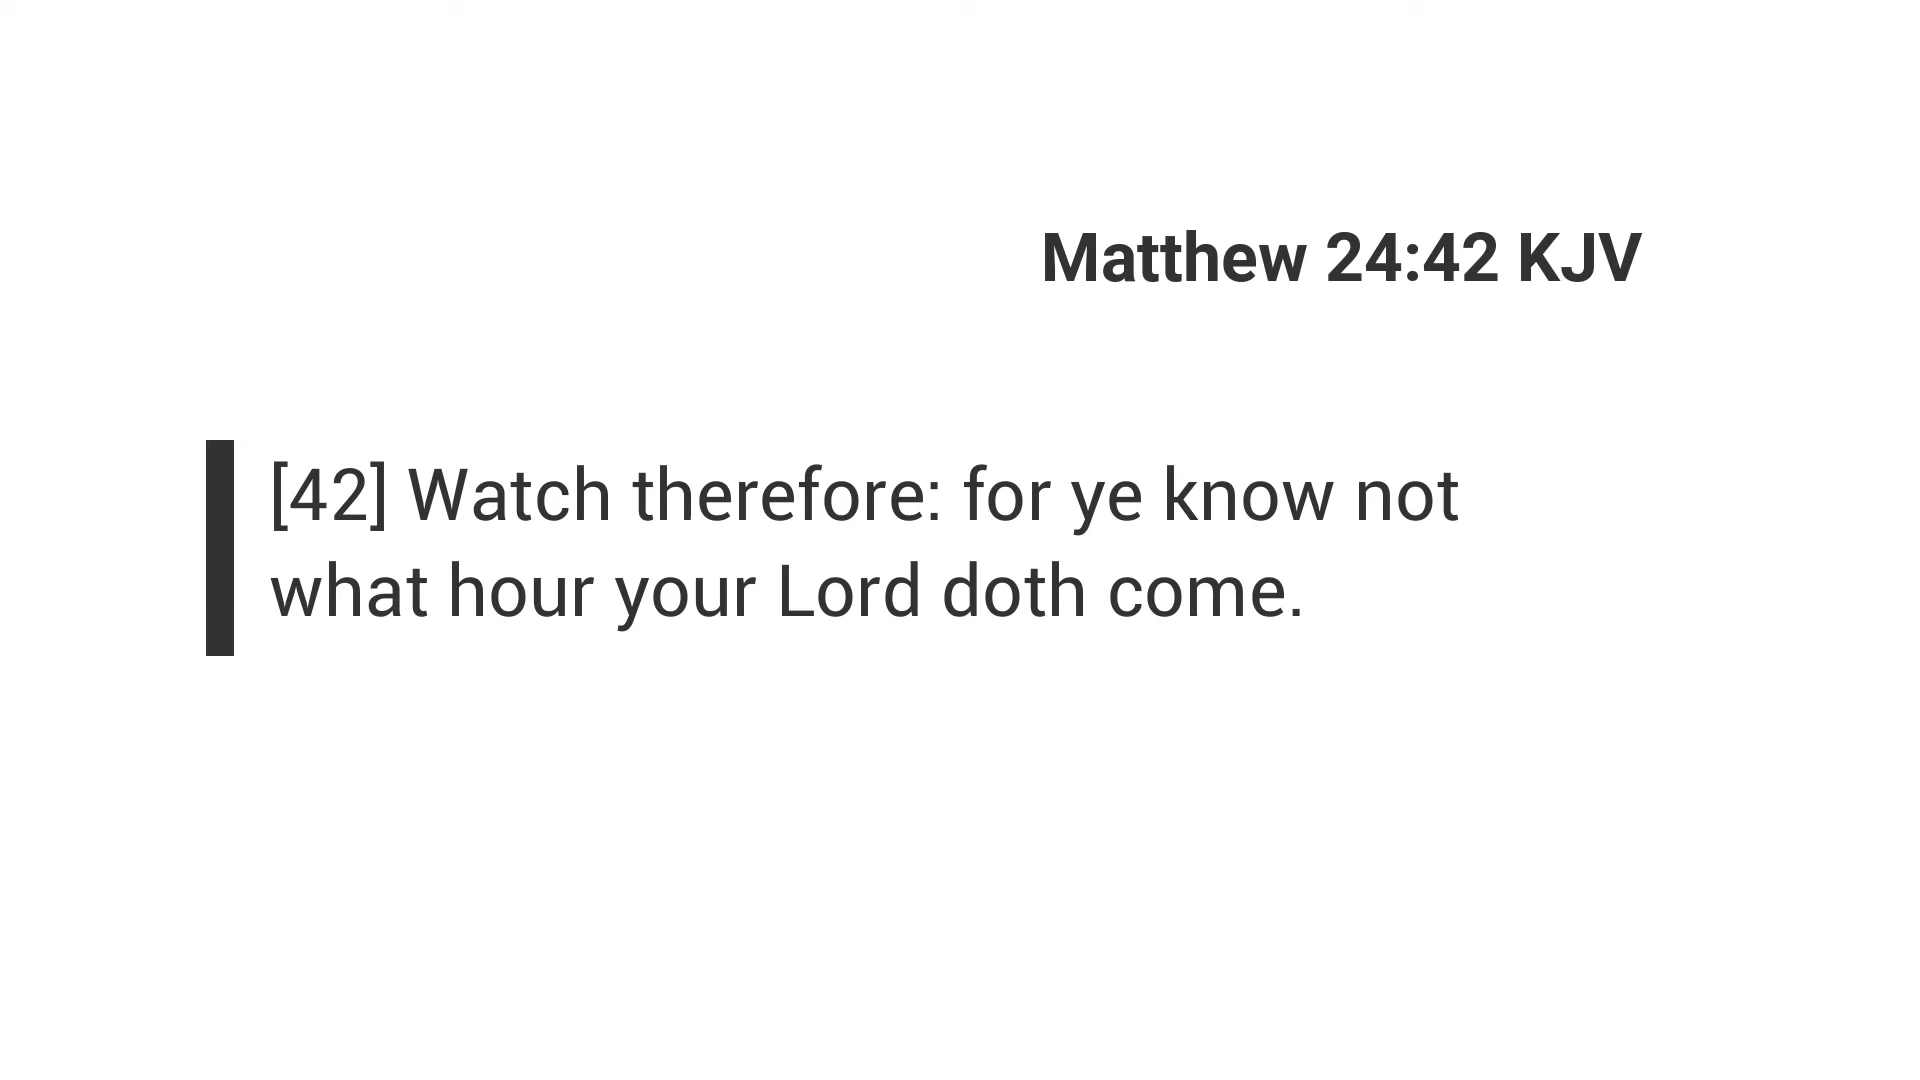 Matthew 24:42 KJV
[42] Watch therefore: for ye know not
what hour your Lord doth come.